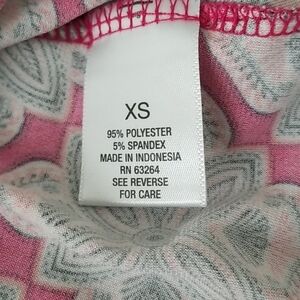 XS
95% POLYESTER
5% SPANDEX
MADE IN INDONESIA
RN 63264
SEE REVERSE
FOR CARE